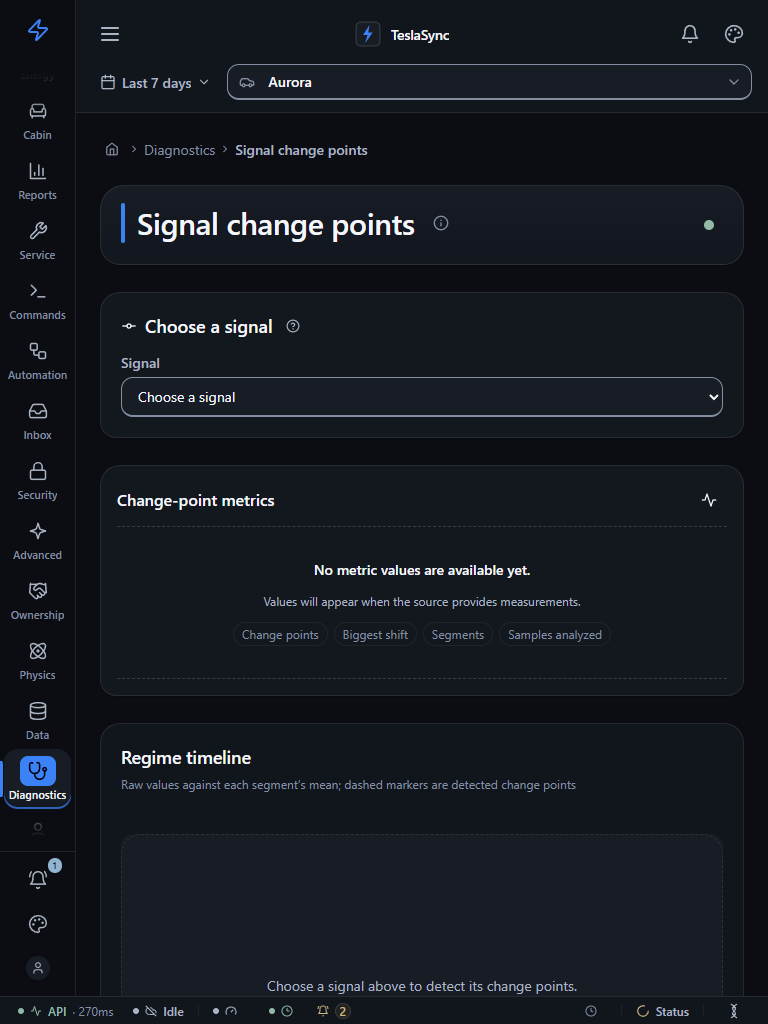 TeslaSync
Last 7 days
Aurora
Energy
Cabin
Reports
Service
Commands
Automation
Inbox
Security
Advanced
Ownership
Physics
Data
Diagnostics
1
Diagnostics
Signal change points
Signal change points
Choose a signal
Signal
Choose a signal
Change-point metrics
No metric values are available yet.
Values will appear when the source provides measurements.
Change points
Biggest shift
Segments
Samples analyzed
Regime timeline
Raw values against each segment's mean; dashed markers are detected change points
Choose a signal above to detect its change points.
API · 270ms
Idle
2
Status